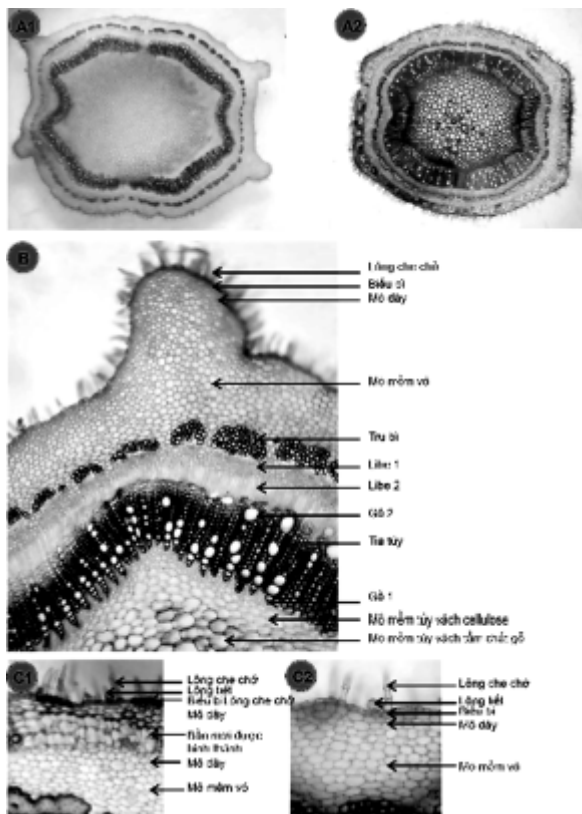 A1
A2
B
Lông che chở
Biểu bì
Mô dày
Mô mềm vỏ
Trụ bì
Libe 1
Libe 2
Gỗ 2
Tia tủy
Gỗ 1
Mô mềm tủy vách cellulose
Mô mềm tủy vách tẩm chất gỗ
C1
Lông che chở
Lông tiết
Biểu bì Lông che chở
Mô dày
Bần mới được
hình thành
Mô dày
Mô mềm vỏ
C2
Lông che chở
Lông tiết
Biểu bì
Mô dày
Mô mềm vỏ